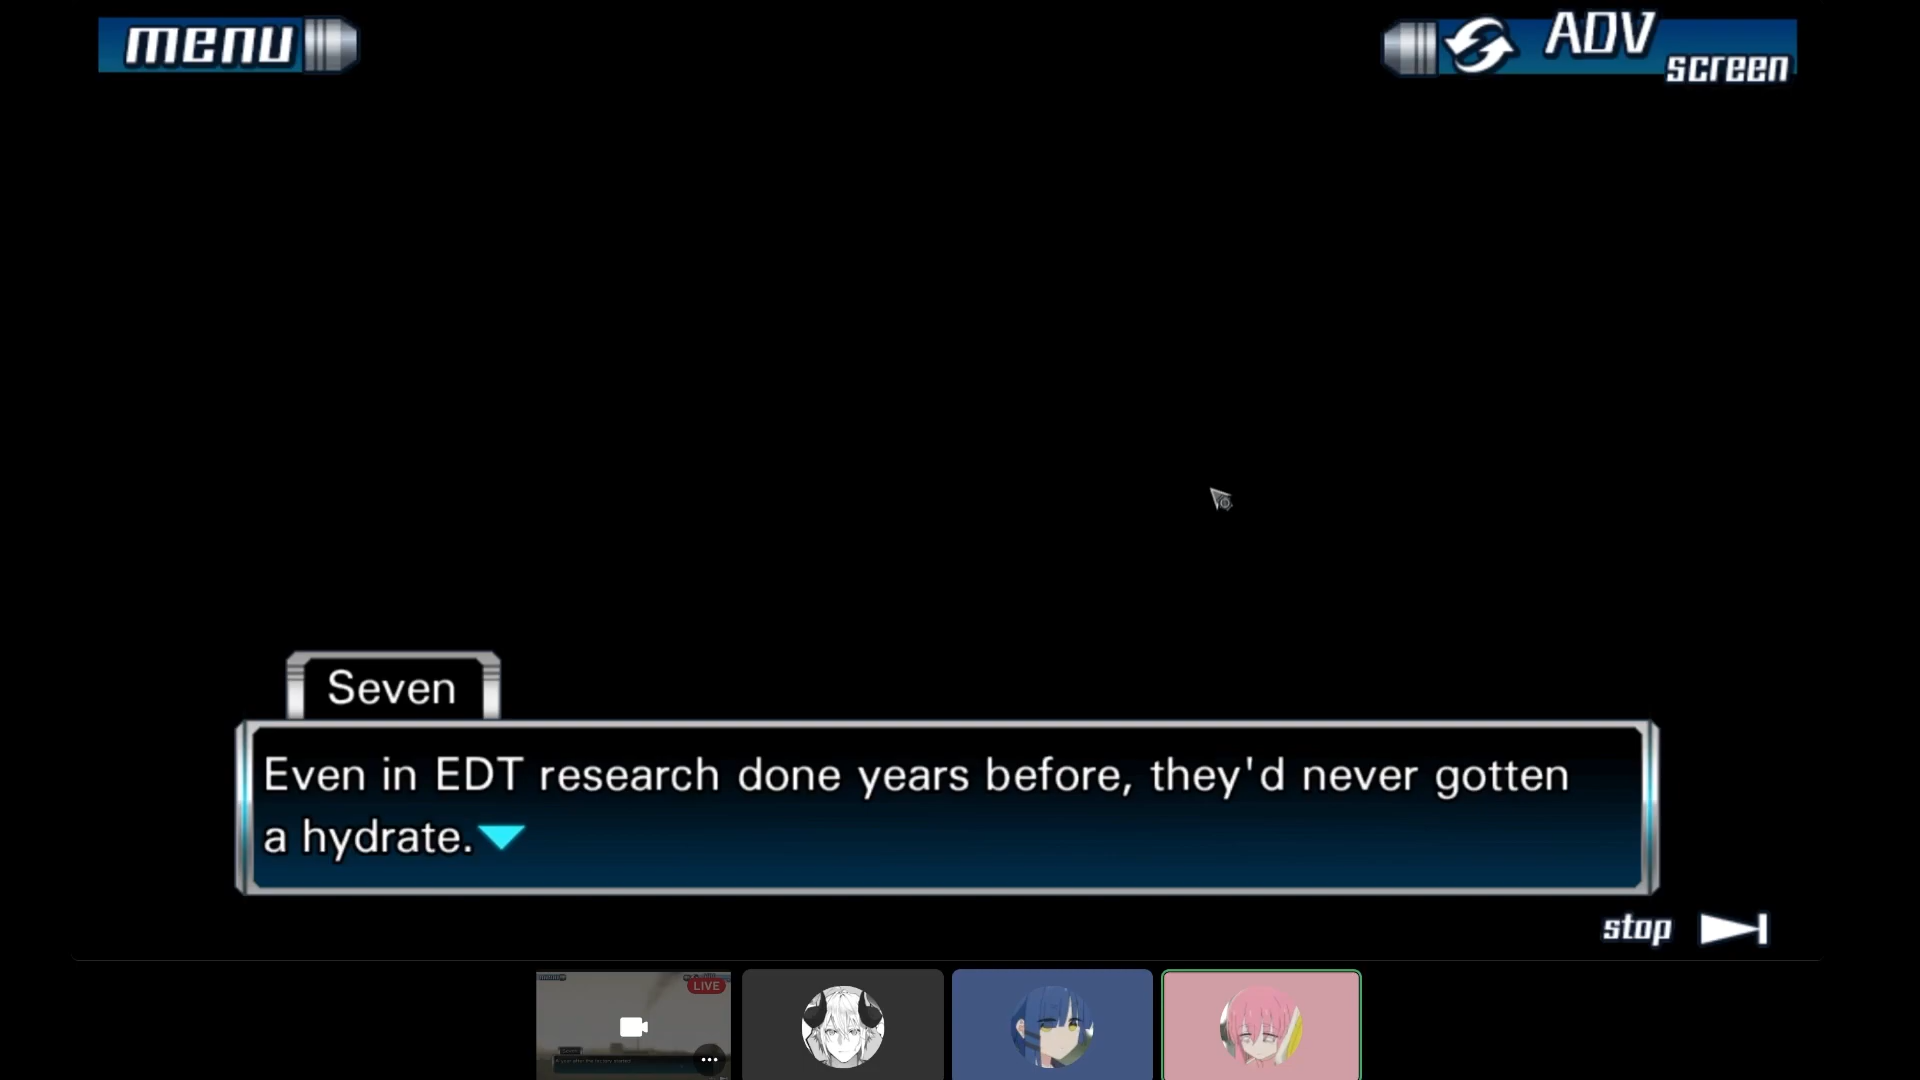 menu
ADV
screen
Seven
Even in EDT research done years before, they'd never gotten
a hydrate.
stop
LIVE